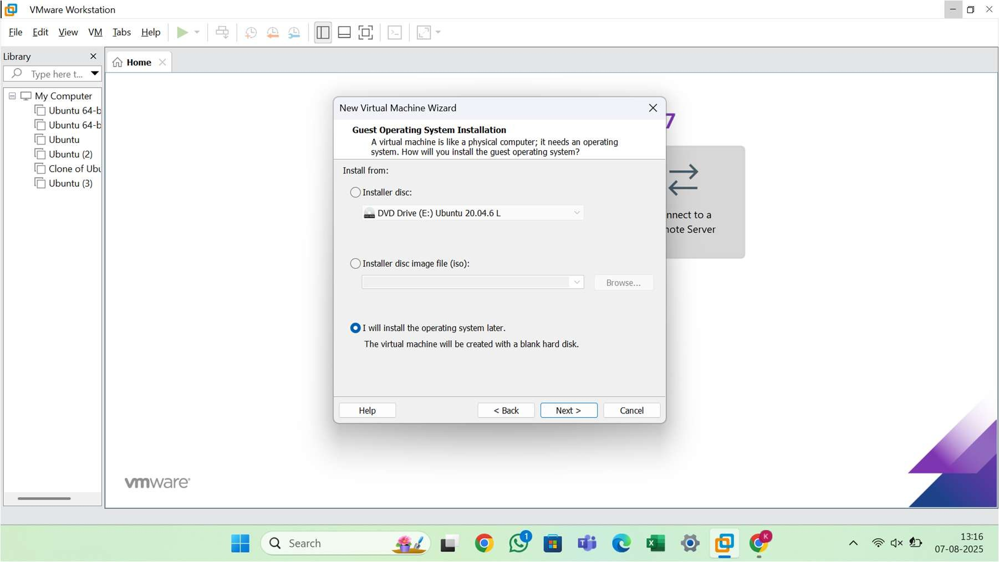 VMware Workstation
File Edit View VM Tabs Help
Library
Type here t...
Home
My Computer
Ubuntu 64-b
Ubuntu 64-b
Ubuntu
Ubuntu (2)
Clone of Ubu
Ubuntu (3)
New Virtual Machine Wizard
7
Guest Operating System Installation
A virtual machine is like a physical computer; it needs an operating
system. How will you install the guest operating system?
Install from:
Installer disc:
DVD Drive (E:) Ubuntu 20.04.6 L
nnect to a
note Server
Installer disc image file (iso):
Browse...
I will install the operating system later.
The virtual machine will be created with a blank hard disk.
Help < Back Next > Cancel
vmware
Search
1
K
13:16
07-08-2025